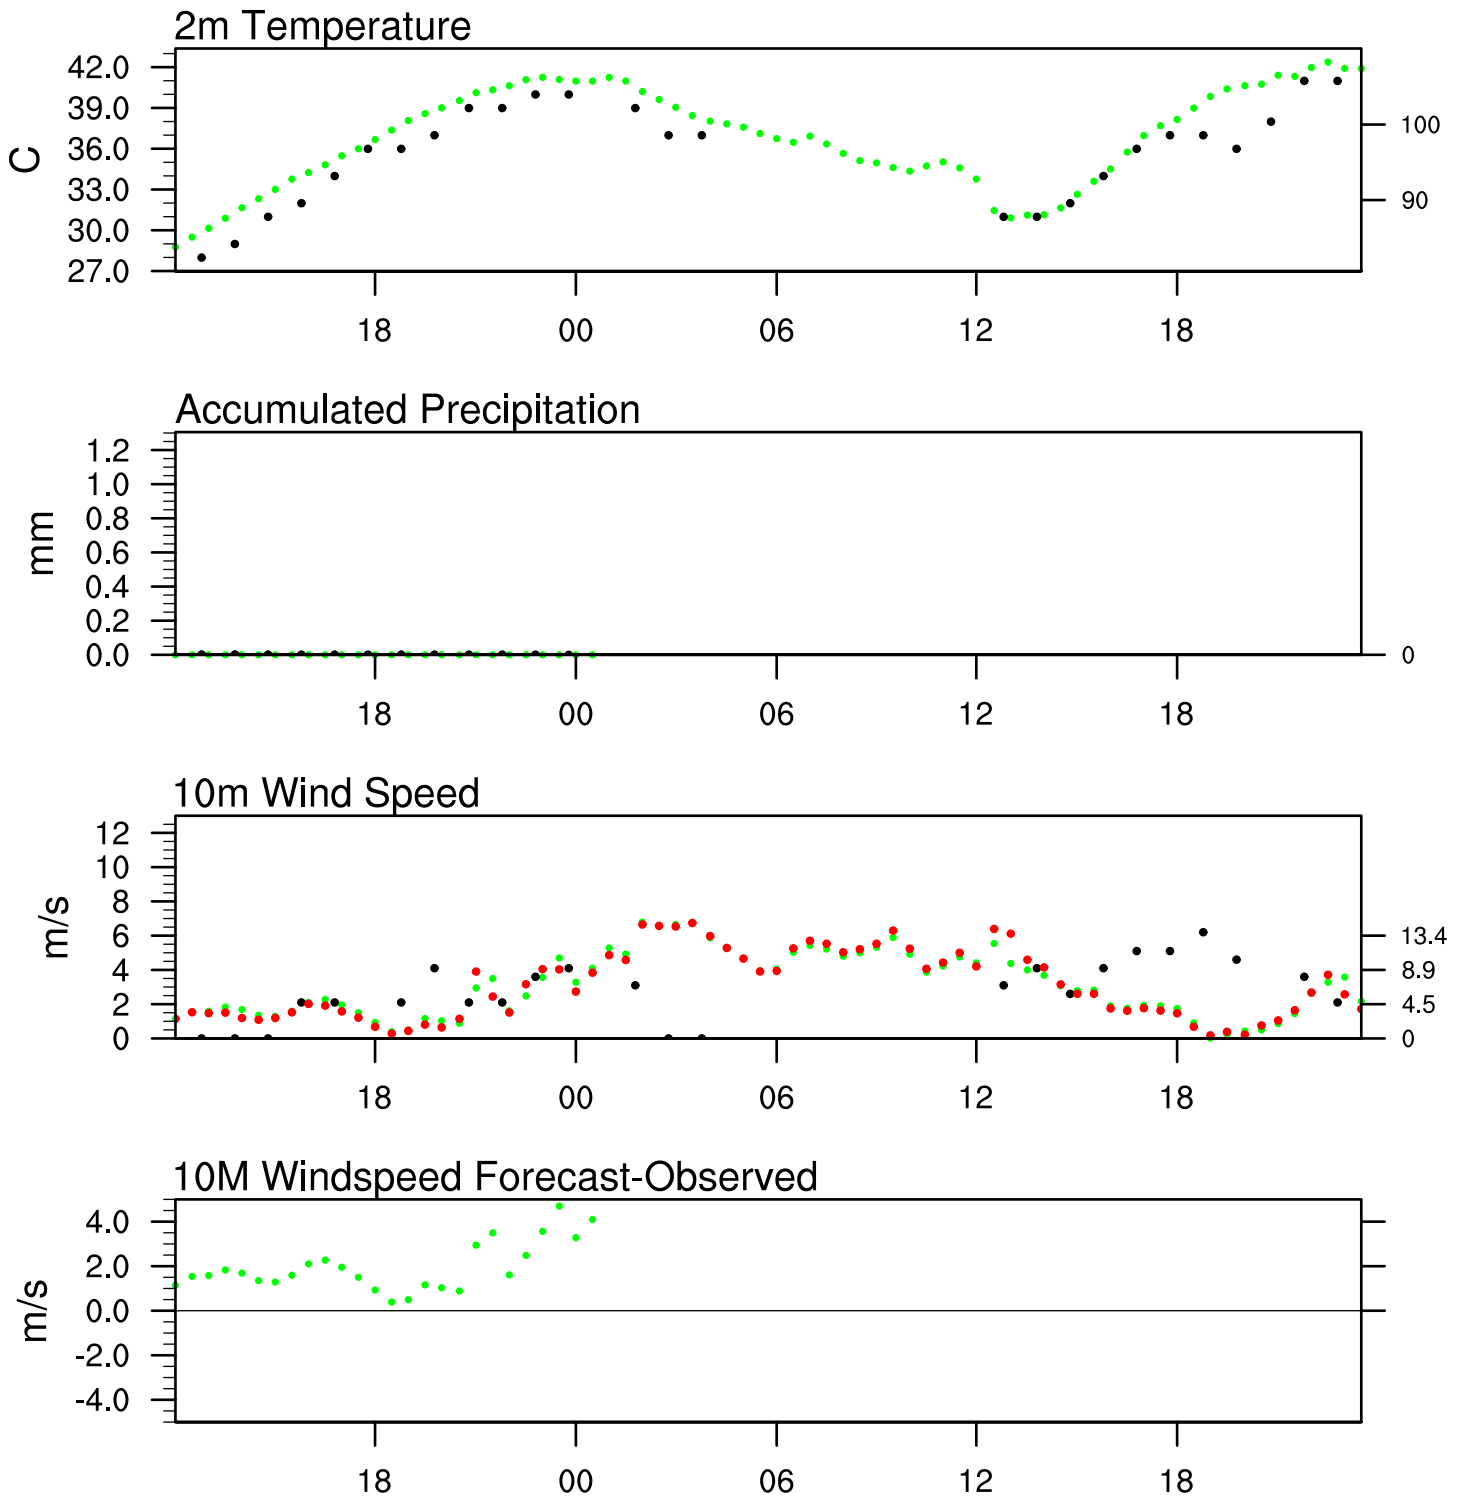 2m Temperature
C
42.0
39.0
36.0
33.0
30.0
27.0
100
90
18 00 06 12 18
Accumulated Precipitation
mm
1.2
1.0
0.8
0.6
0.4
0.2
0.0
0
18 00 06 12 18
10m Wind Speed
m/s
12
10
8
6
4
2
0
13.4
8.9
4.5
0
18 00 06 12 18
10M Windspeed Forecast-Observed
m/s
4.0
2.0
0.0
-2.0
-4.0
18 00 06 12 18